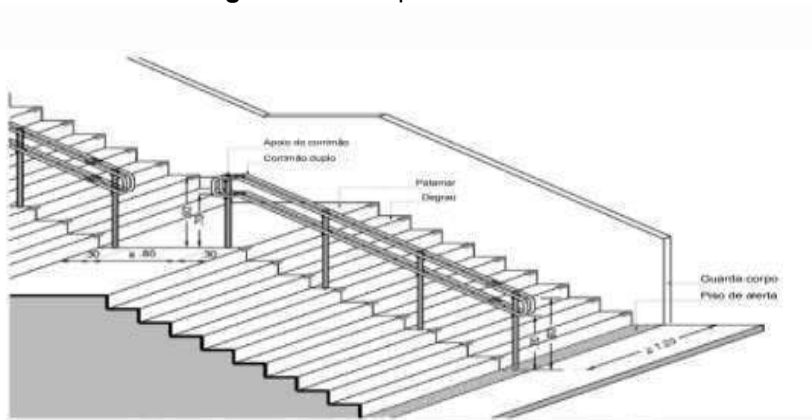 Apoio do corrimão
Corrimão duplo
Patamar
Degrau
Guarda-corpo
Piso de alerta
30
≥ .80
30
≥ 1.20